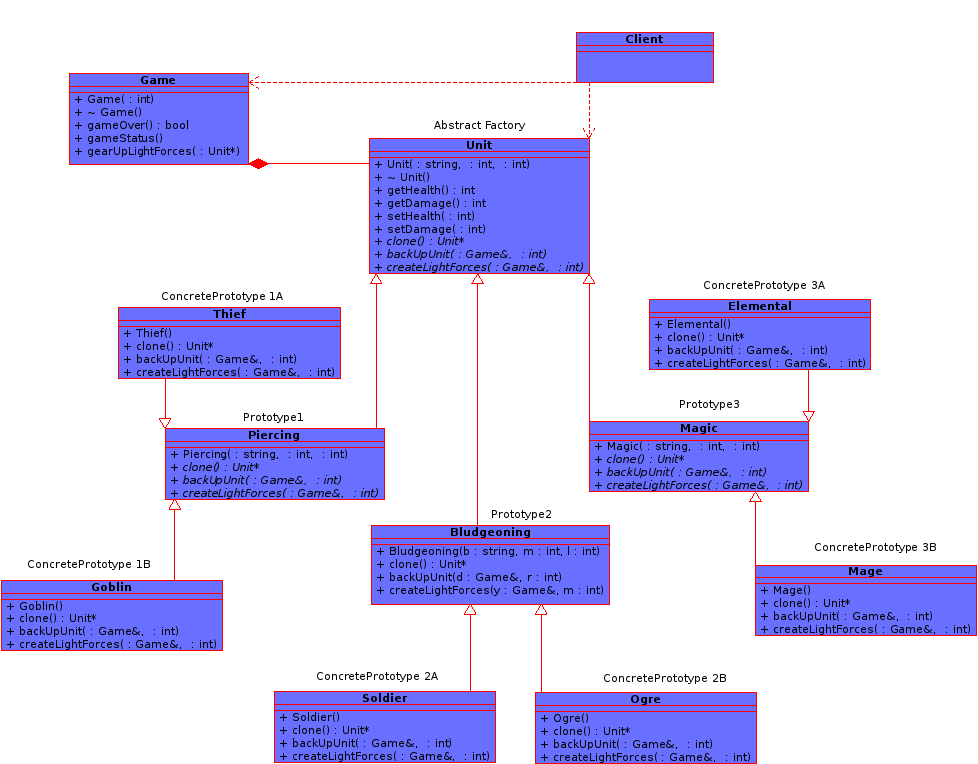 Client
Game
+ Game( : int)
+ ~ Game()
+ gameOver() : bool
+ gameStatus()
+ gearUpLightForces( : Unit*)
Abstract Factory
Unit
+ Unit( : string,  : int,  : int)
+ ~ Unit()
+ getHealth() : int
+ getDamage() : int
+ setHealth( : int)
+ setDamage( : int)
+ clone() : Unit*
+ backUpUnit( : Game&,  : int)
+ createLightForces( : Game&,  : int)
ConcretePrototype 1A
Thief
+ Thief()
+ clone() : Unit*
+ backUpUnit( : Game&,  : int)
+ createLightForces( : Game&,  : int)
ConcretePrototype 3A
Elemental
+ Elemental()
+ clone() : Unit*
+ backUpUnit( : Game&,  : int)
+ createLightForces( : Game&,  : int)
Prototype1
Piercing
+ Piercing( : string,  : int,  : int)
+ clone() : Unit*
+ backUpUnit( : Game&,  : int)
+ createLightForces( : Game&,  : int)
Prototype3
Magic
+ Magic( : string,  : int,  : int)
+ clone() : Unit*
+ backUpUnit( : Game&,  : int)
+ createLightForces( : Game&,  : int)
Prototype2
Bludgeoning
+ Bludgeoning(b : string, m : int, l : int)
+ clone() : Unit*
+ backUpUnit(d : Game&, r : int)
+ createLightForces(y : Game&, m : int)
ConcretePrototype 1B
Goblin
+ Goblin()
+ clone() : Unit*
+ backUpUnit( : Game&,  : int)
+ createLightForces( : Game&,  : int)
ConcretePrototype 3B
Mage
+ Mage()
+ clone() : Unit*
+ backUpUnit( : Game&,  : int)
+ createLightForces( : Game&,  : int)
ConcretePrototype 2A
Soldier
+ Soldier()
+ clone() : Unit*
+ backUpUnit( : Game&,  : int)
+ createLightForces( : Game&,  : int)
ConcretePrototype 2B
Ogre
+ Ogre()
+ clone() : Unit*
+ backUpUnit( : Game&,  : int)
+ createLightForces( : Game&,  : int)